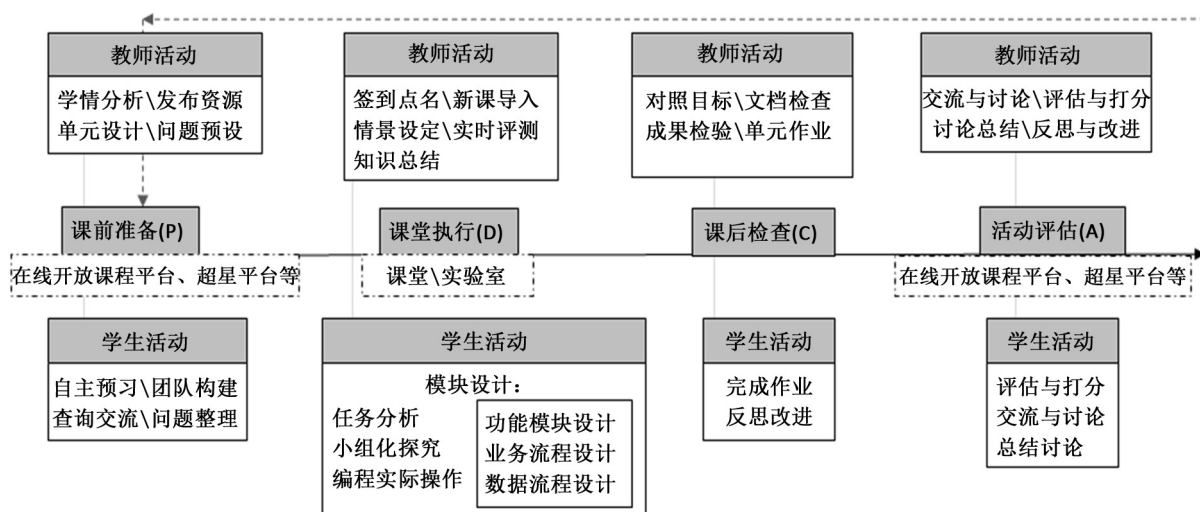 教师活动
学情分析\发布资源
单元设计\问题预设
教师活动
签到点名\新课导入
情景设定\实时评测
知识总结
教师活动
对照目标\文档检查
成果检验\单元作业
教师活动
交流与讨论\评估与打分
讨论总结\反思与改进
课前准备(P)
课堂执行(D)
课后检查(C)
活动评估(A)
在线开放课程平台、超星平台等
课堂\实验室
在线开放课程平台、超星平台等
学生活动
自主预习\团队构建
查询交流\问题整理
学生活动
模块设计：
任务分析
小组化探究
编程实际操作
功能模块设计
业务流程设计
数据流程设计
学生活动
完成作业
反思改进
学生活动
评估与打分
交流与讨论
总结讨论